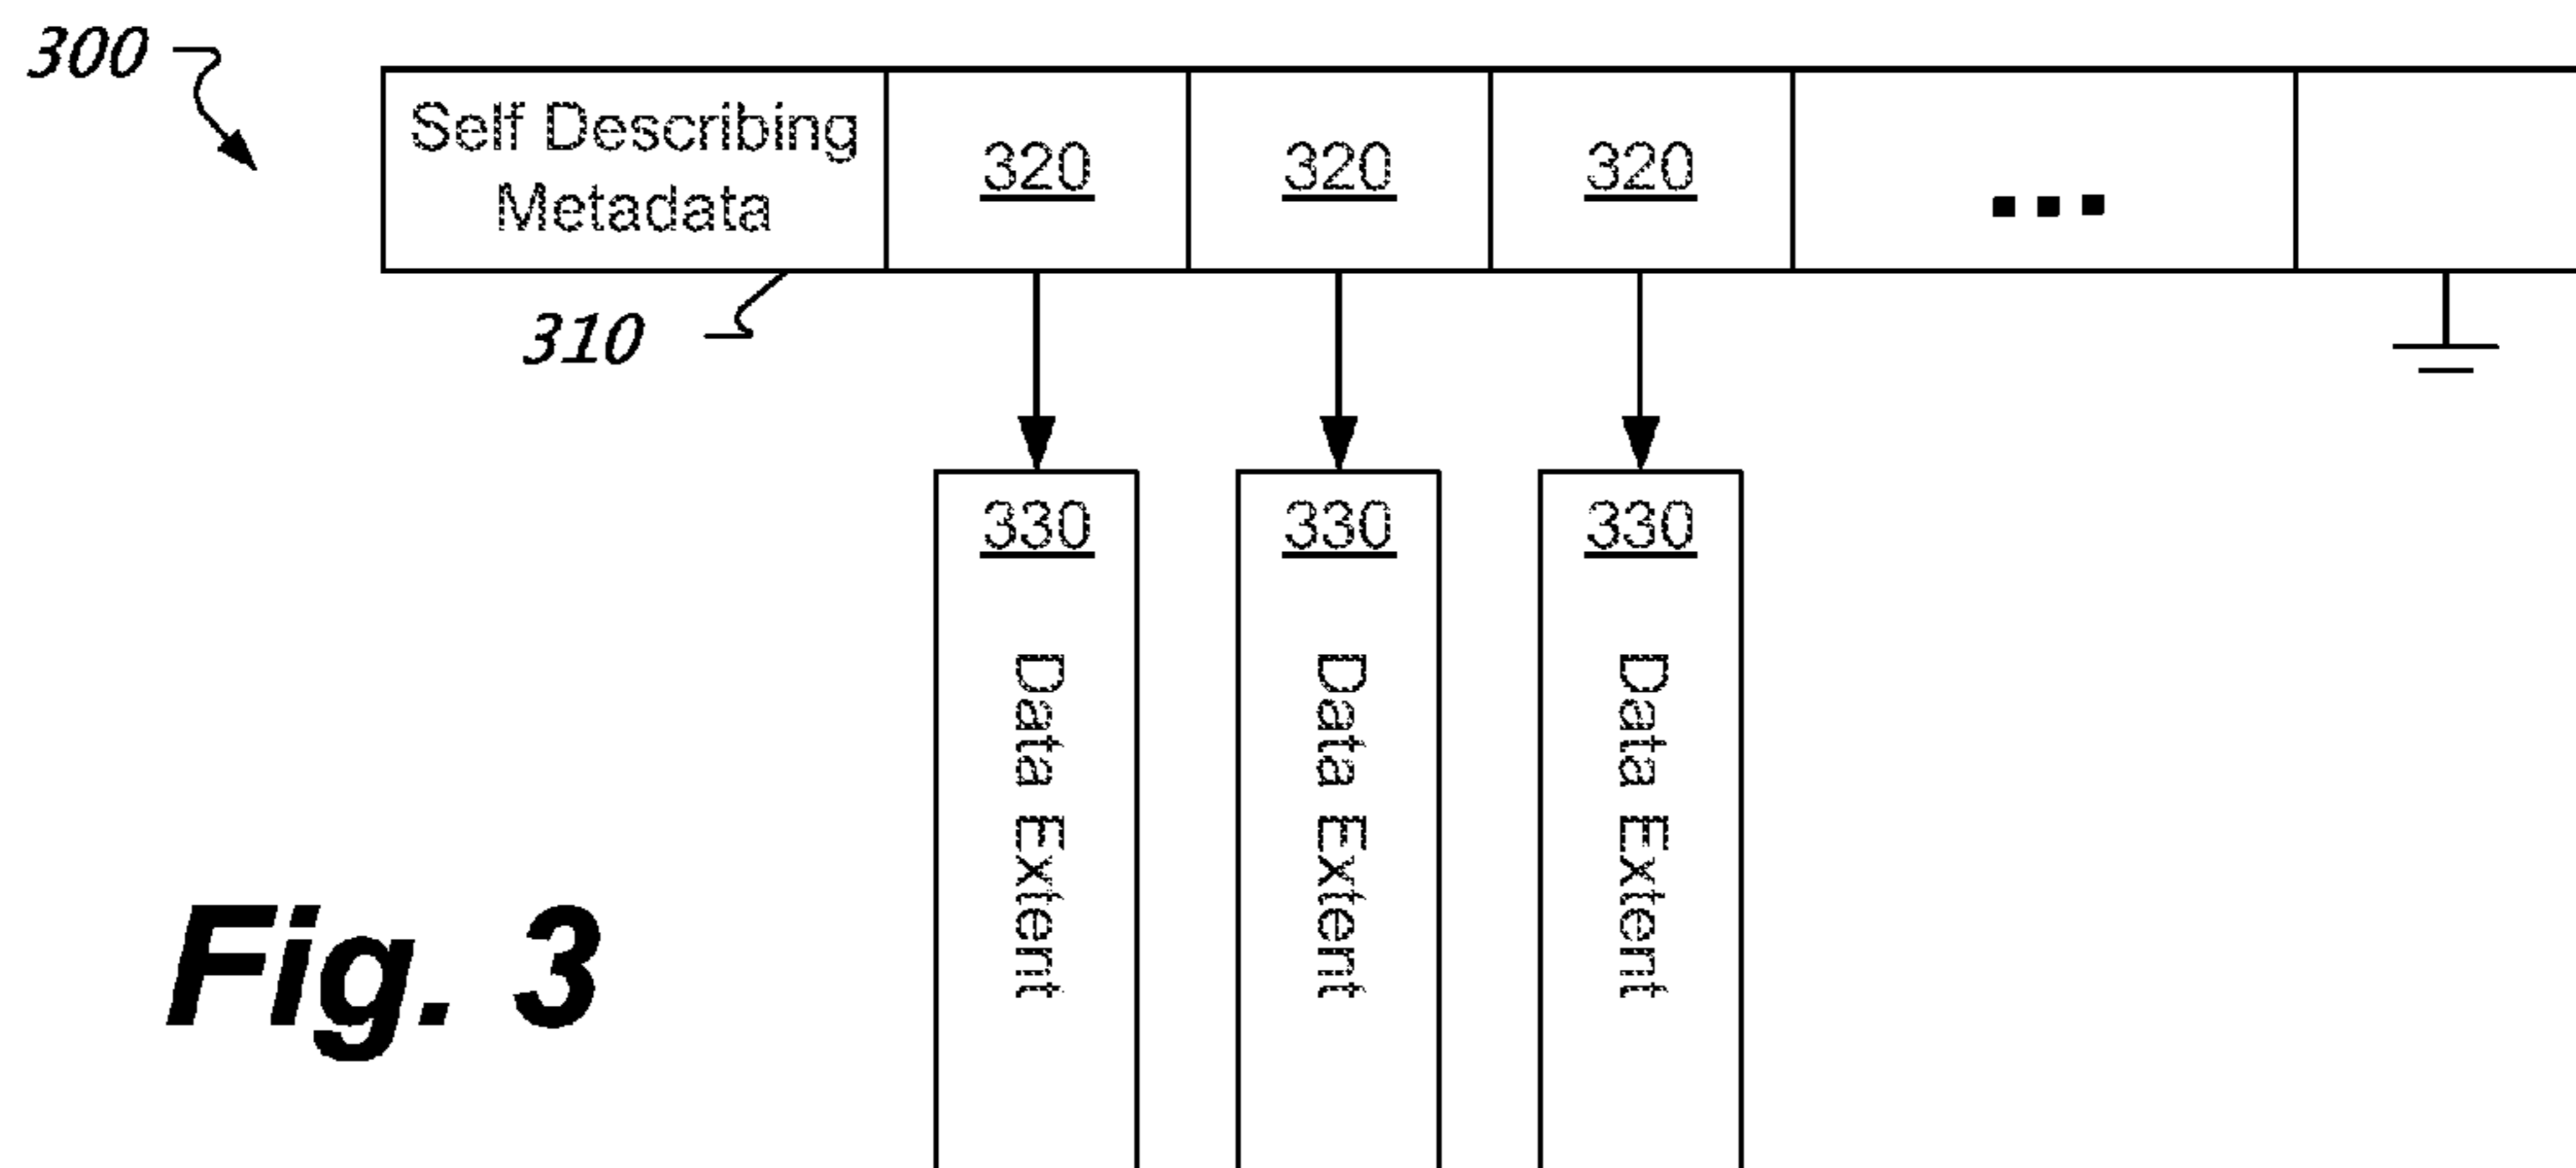 300
Self Describing
Metadata
320
320
320
...
310
330
330
330
Data Extent
Data Extent
Data Extent
Fig. 3